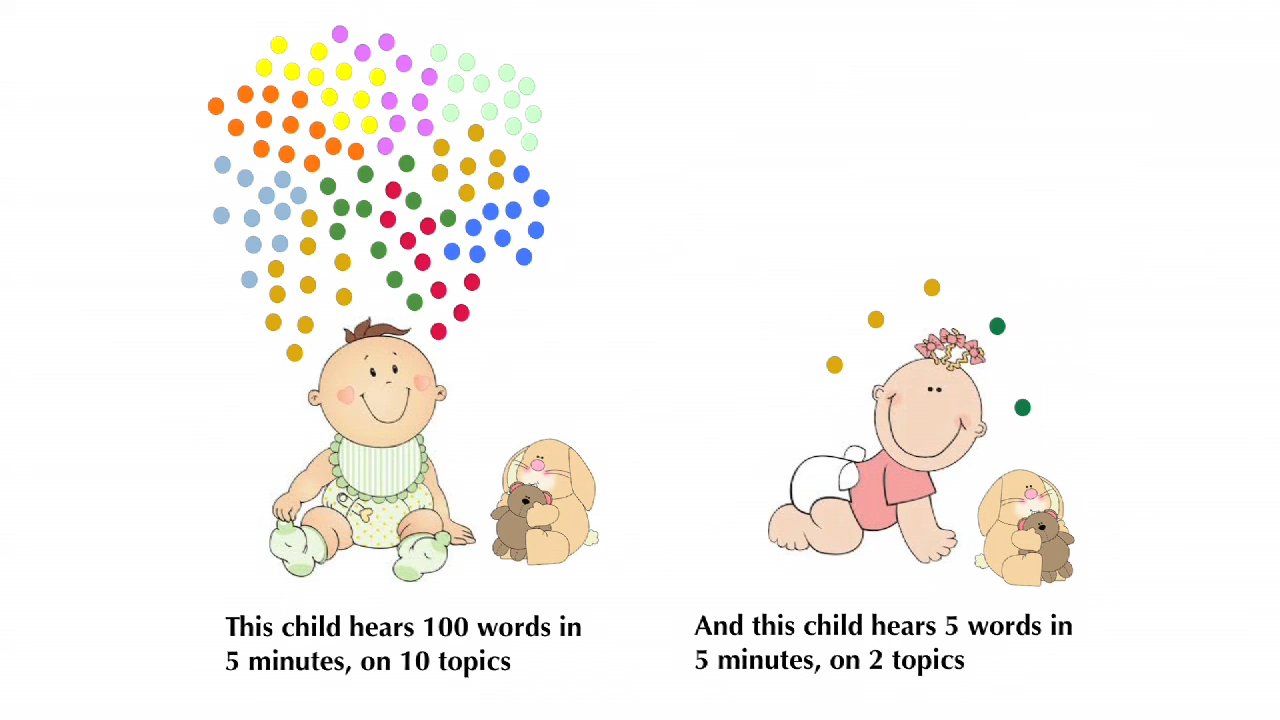 This child hears 100 words in
5 minutes, on 10 topics
And this child hears 5 words in
5 minutes, on 2 topics